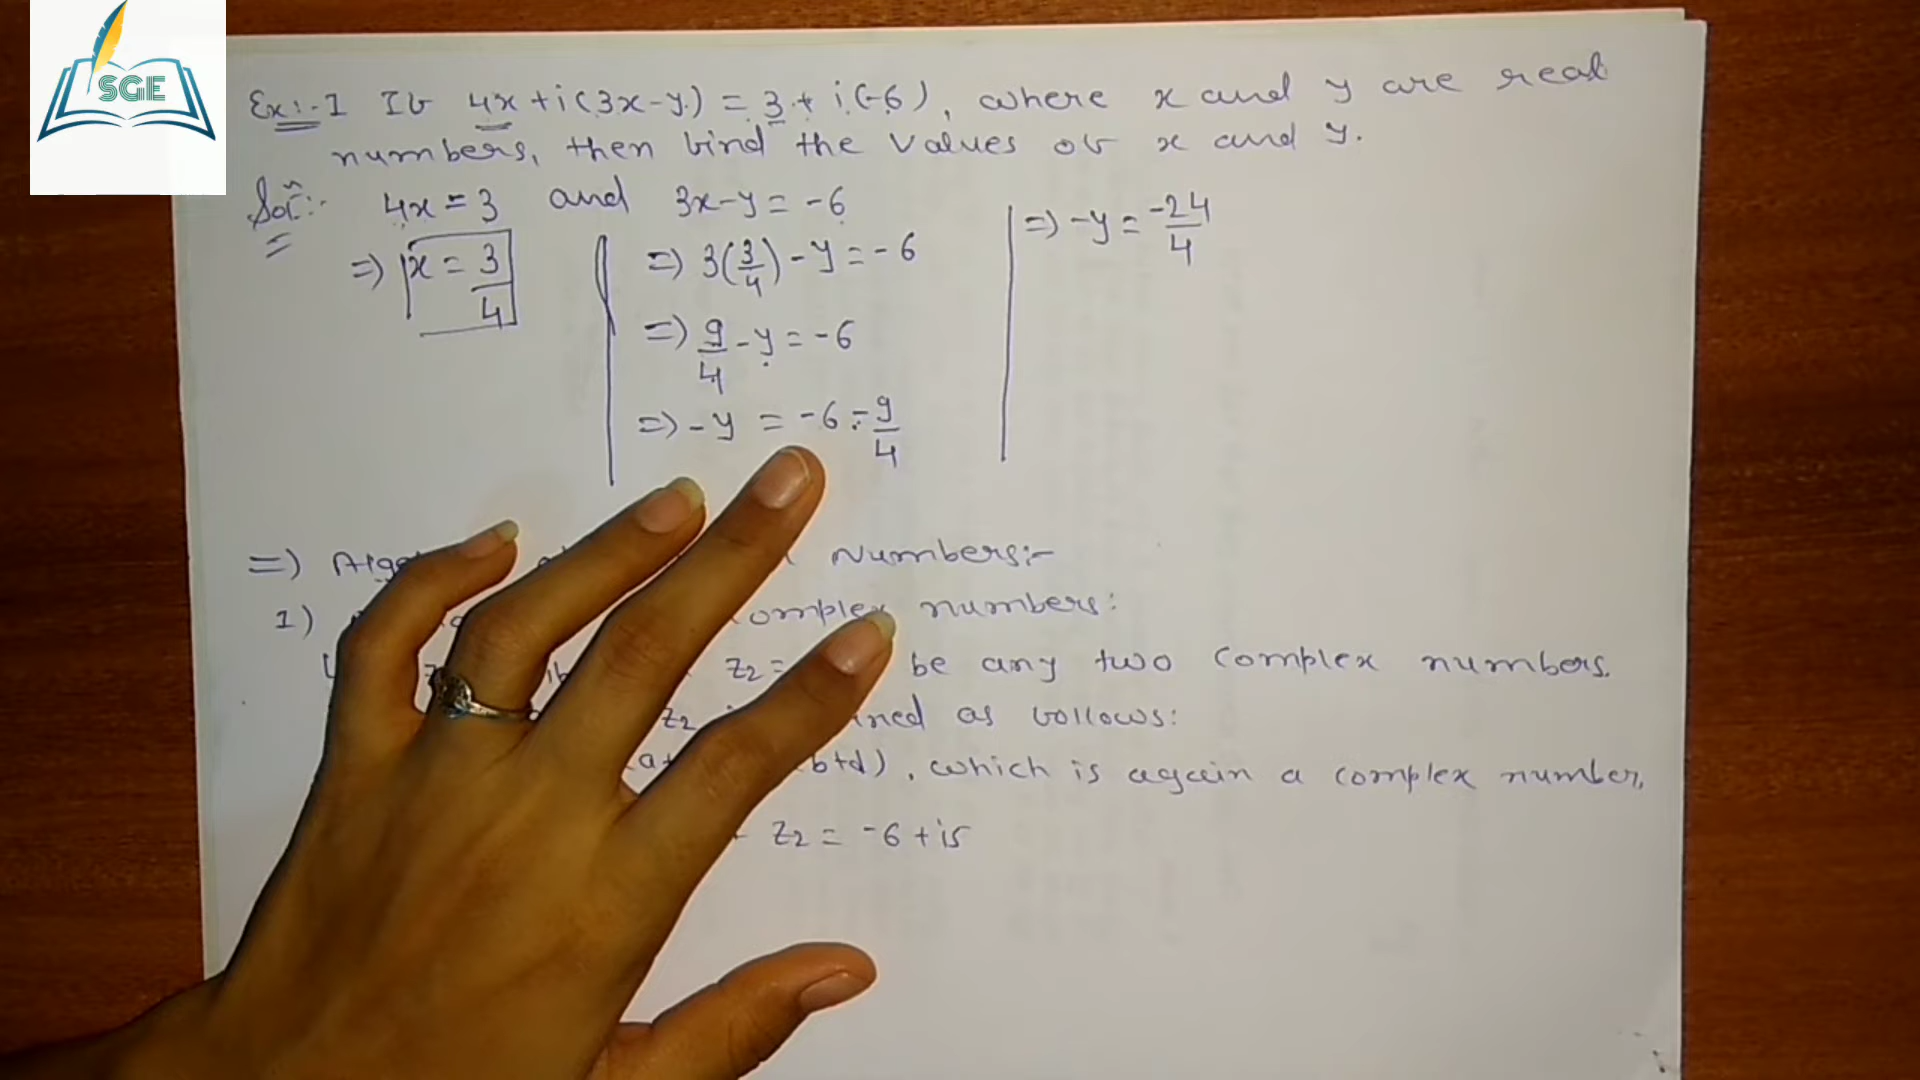 SGE
Ex:-1 If 4x + i(3x-y) = 3 + i(-6), where x and y are real
numbers, then find the values of x and y.
Solⁿ:- 4x = 3 and 3x-y = -6
=) x = 3/4
=) 3(3/4) - y = -6
=) 9/4 - y = -6
=) -y = -6 - 9/4
=) -y = -24/4
=) Numbers:-
1) complex numbers:
z2 = be any two complex numbers.
z2 as follows:
(b+d), which is again a complex number.
z2 = -6 + i5